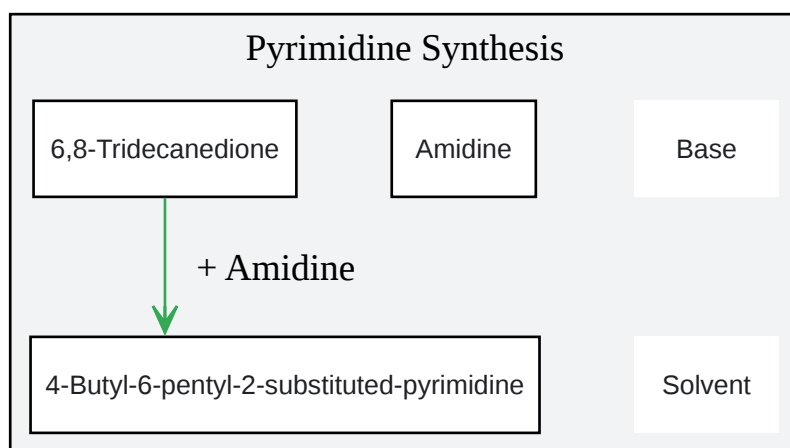 Pyrimidine Synthesis
6,8-Tridecanedione
Amidine
Base
+ Amidine
4-Butyl-6-pentyl-2-substituted-pyrimidine
Solvent